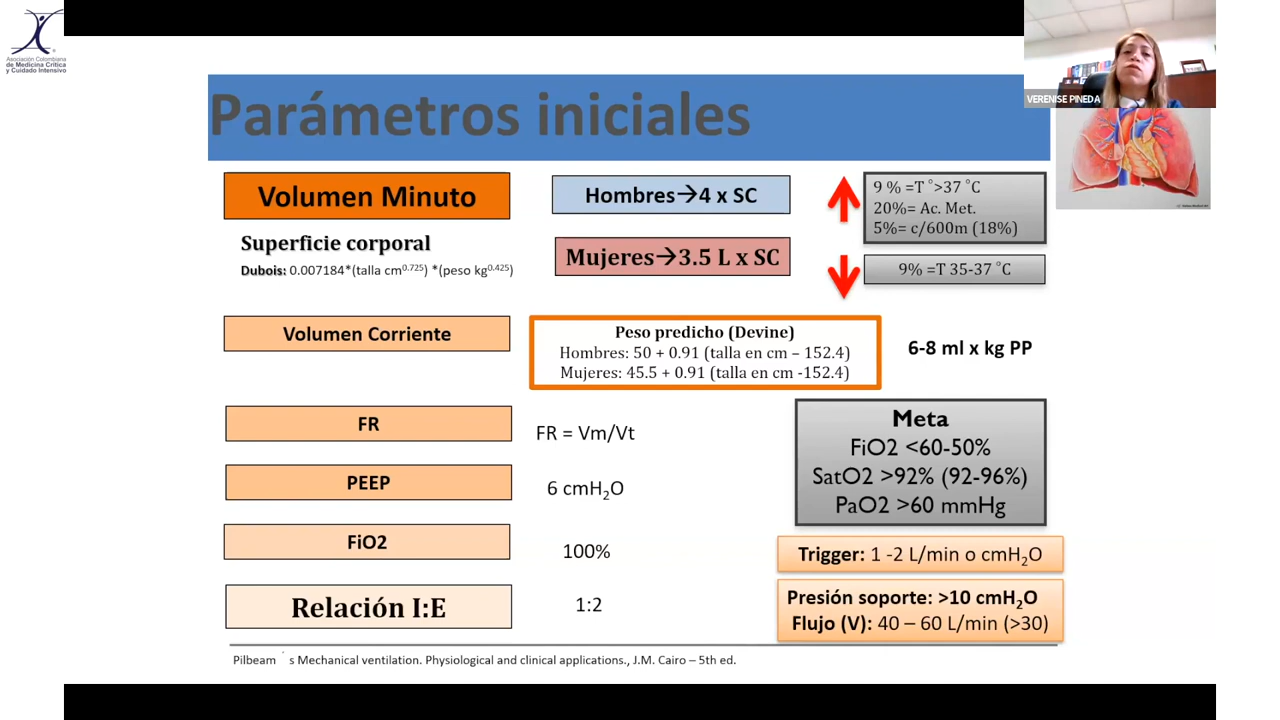 Asociación Colombiana
de Medicina Crítica
y Cuidado Intensivo
VERENISE PINEDA
Parámetros iniciales
Volumen Minuto
Hombres→4 x SC
9 % =T °>37 °C
20%= Ac. Met.
5%= c/600m (18%)
Superficie corporal
Dubois: 0.007184*(talla cm0.725) *(peso kg0.425)
Mujeres→3.5 L x SC
9% =T 35-37 °C
Volumen Corriente
Peso predicho (Devine)
Hombres: 50 + 0.91 (talla en cm – 152.4)
Mujeres: 45.5 + 0.91 (talla en cm -152.4)
6-8 ml x kg PP
FR
FR = Vm/Vt
PEEP
6 cmH2O
FiO2
100%
Relación I:E
1:2
Meta
FiO2 <60-50%
SatO2 >92% (92-96%)
PaO2 >60 mmHg
Trigger: 1 -2 L/min o cmH2O
Presión soporte: >10 cmH2O
Flujo (V): 40 – 60 L/min (>30)
Pilbeam ´ s Mechanical ventilation. Physiological and clinical applications., J.M. Cairo – 5th ed.